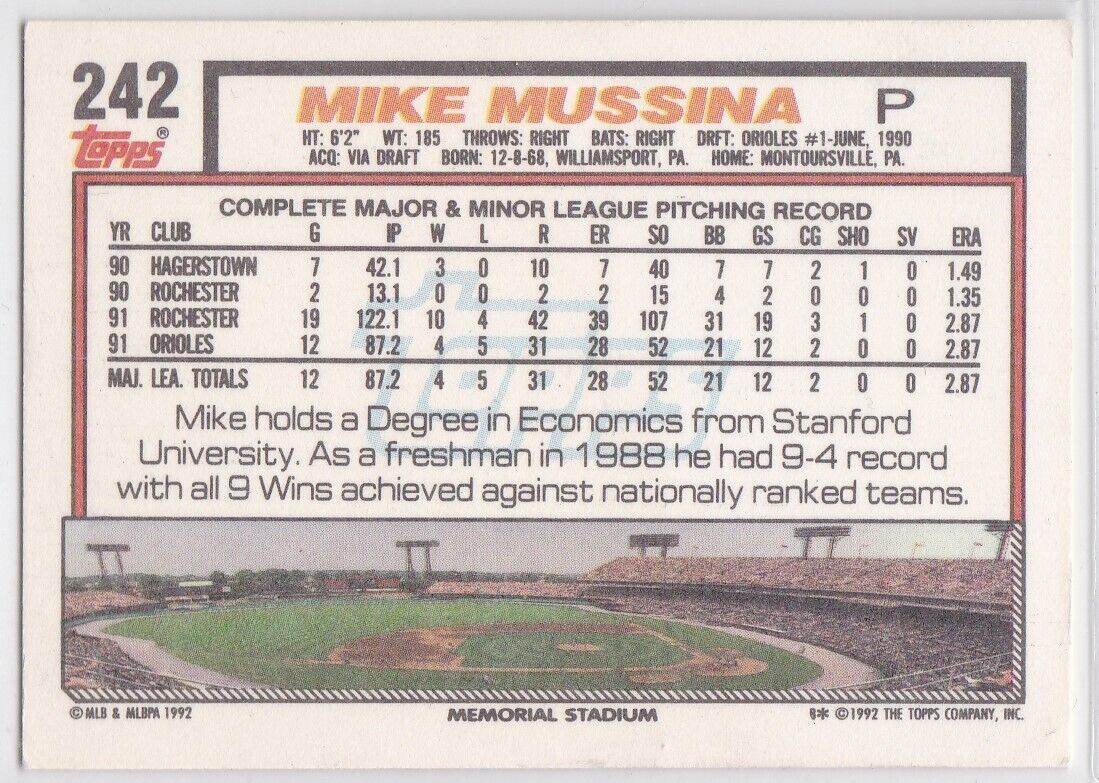 242
topps®
MIKE MUSSINA P
HT: 6'2" WT: 185 THROWS: RIGHT BATS: RIGHT DRFT: ORIOLES #1-JUNE, 1990
ACQ: VIA DRAFT BORN: 12-8-68, WILLIAMSPORT, PA. HOME: MONTOURSVILLE, PA.
COMPLETE MAJOR & MINOR LEAGUE PITCHING RECORD
YR CLUB G IP W L R ER SO BB GS CG SHO SV ERA
90 HAGERSTOWN 7 42.1 3 0 10 7 40 7 7 2 1 0 1.49
90 ROCHESTER 2 13.1 0 0 2 2 15 4 2 0 0 0 1.35
91 ROCHESTER 19 122.1 10 4 42 39 107 31 19 3 1 0 2.87
91 ORIOLES 12 87.2 4 5 31 28 52 21 12 2 0 0 2.87
MAJ. LEA. TOTALS 12 87.2 4 5 31 28 52 21 12 2 0 0 2.87
Mike holds a Degree in Economics from Stanford
University. As a freshman in 1988 he had 9-4 record
with all 9 Wins achieved against nationally ranked teams.
© MLB & MLBPA 1992 MEMORIAL STADIUM B* © 1992 THE TOPPS COMPANY, INC.